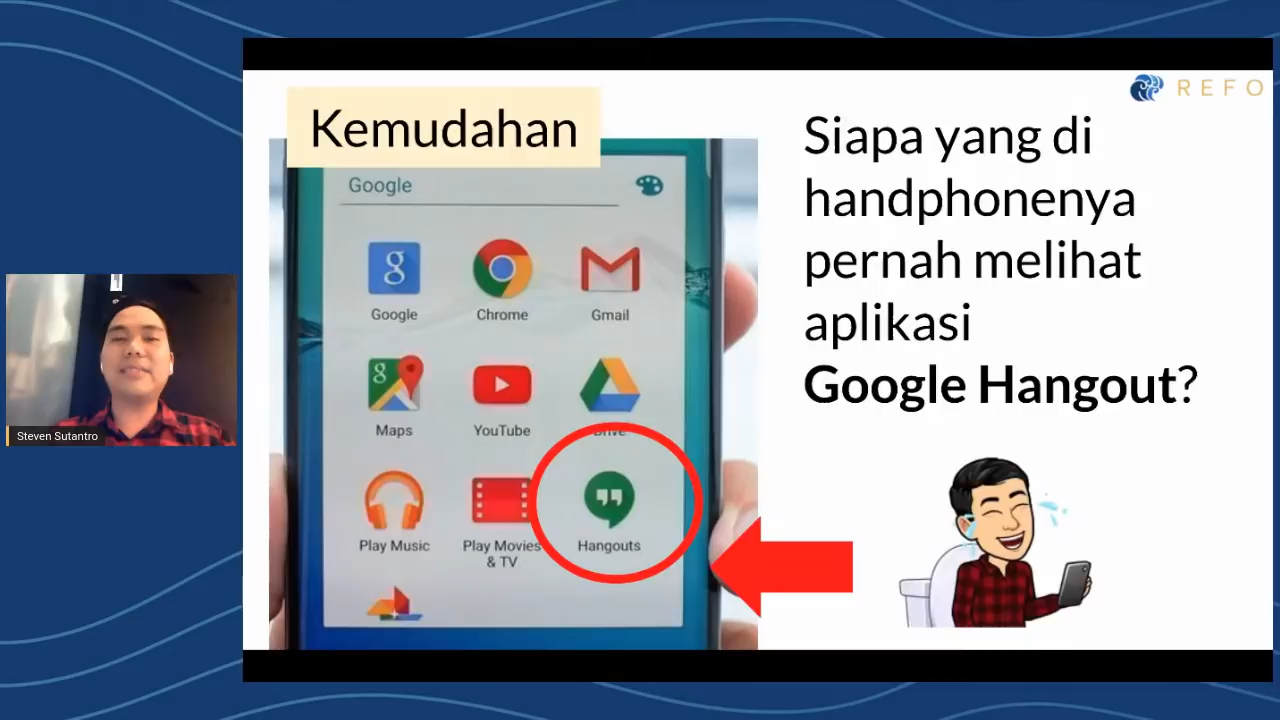 REFO
Kemudahan
Siapa yang di
handphonenya
pernah melihat
aplikasi
Google Hangout?
Google
g
Google
Chrome
Gmail
g
Maps
YouTube
Drive
Play Music
Play Movies
& TV
Hangouts
Steven Sutantro